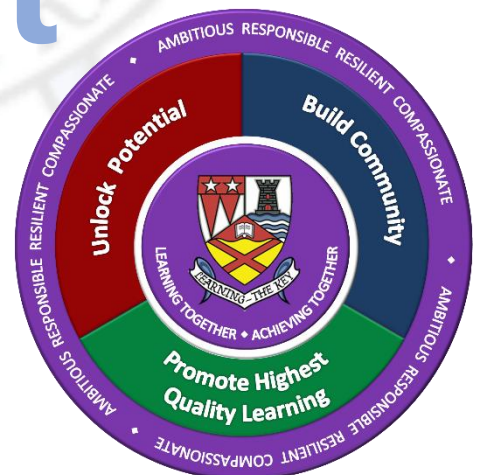 t
AMBITIOUS RESPONSIBLE RESILIENT COMPASSIONATE
AMBITIOUS RESPONSIBLE RESILIENT COMPASSIONATE
AMBITIOUS RESPONSIBLE RESILIENT COMPASSIONATE
Unlock Potential
Build Community
Promote Highest
Quality Learning
LEARNING TOGETHER ♦ ACHIEVING TOGETHER
LEARNING - THE KEY